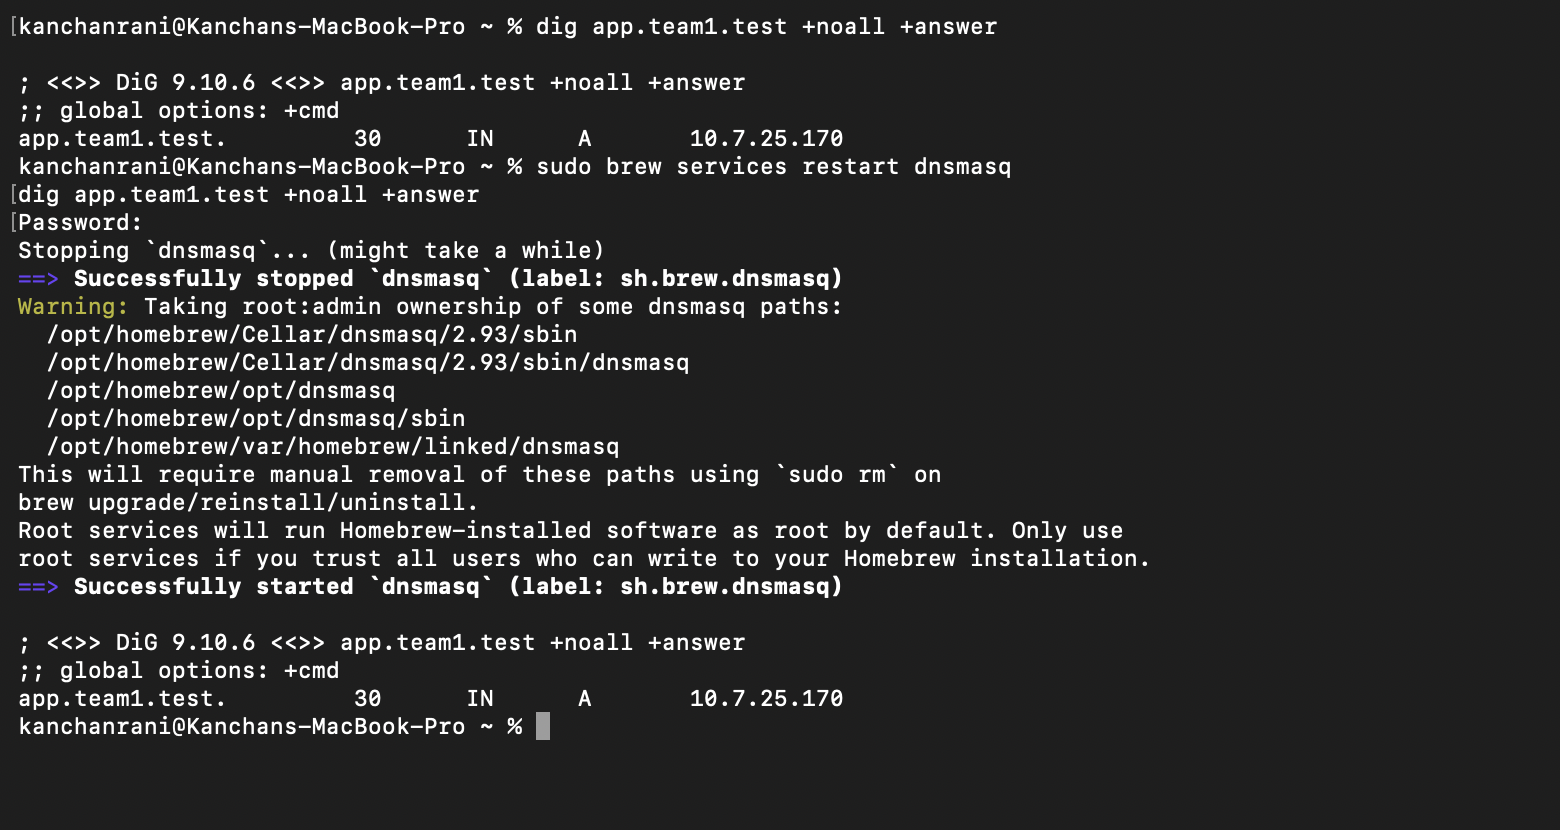 [kanchanrani@Kanchans-MacBook-Pro ~ % dig app.team1.test +noall +answer
; <<>> DiG 9.10.6 <<>> app.team1.test +noall +answer
;; global options: +cmd
app.team1.test. 30 IN A 10.7.25.170
kanchanrani@Kanchans-MacBook-Pro ~ % sudo brew services restart dnsmasq
[dig app.team1.test +noall +answer
[Password:
Stopping `dnsmasq`... (might take a while)
==> Successfully stopped `dnsmasq` (label: sh.brew.dnsmasq)
Warning: Taking root:admin ownership of some dnsmasq paths:
/opt/homebrew/Cellar/dnsmasq/2.93/sbin
/opt/homebrew/Cellar/dnsmasq/2.93/sbin/dnsmasq
/opt/homebrew/opt/dnsmasq
/opt/homebrew/opt/dnsmasq/sbin
/opt/homebrew/var/homebrew/linked/dnsmasq
This will require manual removal of these paths using `sudo rm` on
brew upgrade/reinstall/uninstall.
Root services will run Homebrew-installed software as root by default. Only use
root services if you trust all users who can write to your Homebrew installation.
==> Successfully started `dnsmasq` (label: sh.brew.dnsmasq)
; <<>> DiG 9.10.6 <<>> app.team1.test +noall +answer
;; global options: +cmd
app.team1.test. 30 IN A 10.7.25.170
kanchanrani@Kanchans-MacBook-Pro ~ %